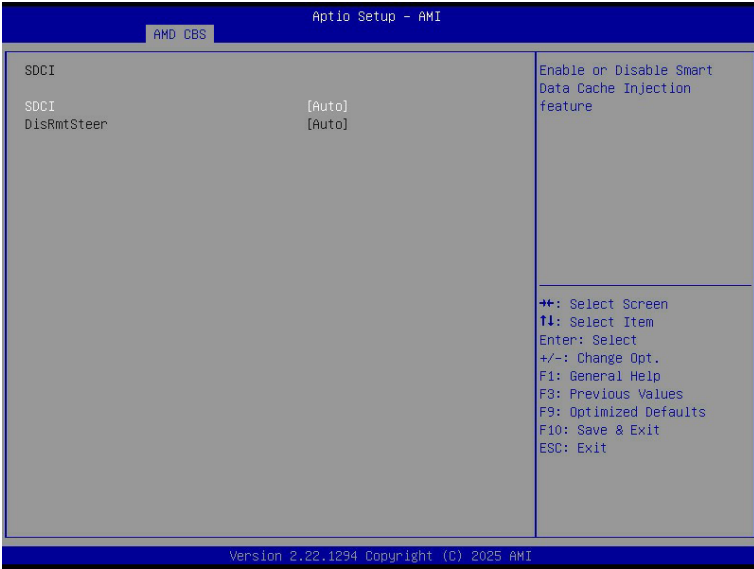 Aptio Setup - AMI
AMD CBS
SDCI
SDCI [Auto]
DisRmtSteer [Auto]
Enable or Disable Smart
Data Cache Injection
feature
→←: Select Screen
↑↓: Select Item
Enter: Select
+/-: Change Opt.
F1: General Help
F3: Previous Values
F9: Optimized Defaults
F10: Save & Exit
ESC: Exit
Version 2.22.1294 Copyright (C) 2025 AMI